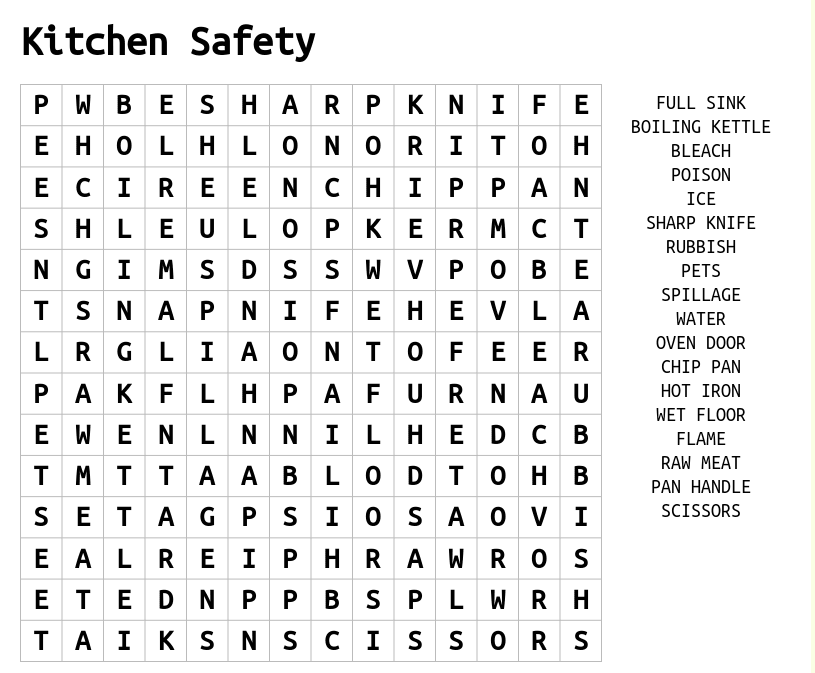 Kitchen Safety
P W B E S H A R P K N I F E
E H O L H L O N O R I T O H
E C I R E E N C H I P P A N
S H L E U L O P K E R M C T
N G I M S D S S W V P O B E
T S N A P N I F E H E V L A
L R G L I A O N T O F E E R
P A K F L H P A F U R N A U
E W E N L N N I L H E D C B
T M T T A A B L O D T O H B
S E T A G P S I O S A O V I
E A L R E I P H R A W R O S
E T E D N P P B S P L W R H
T A I K S N S C I S S O R S
FULL SINK
BOILING KETTLE
BLEACH
POISON
ICE
SHARP KNIFE
RUBBISH
PETS
SPILLAGE
WATER
OVEN DOOR
CHIP PAN
HOT IRON
WET FLOOR
FLAME
RAW MEAT
PAN HANDLE
SCISSORS